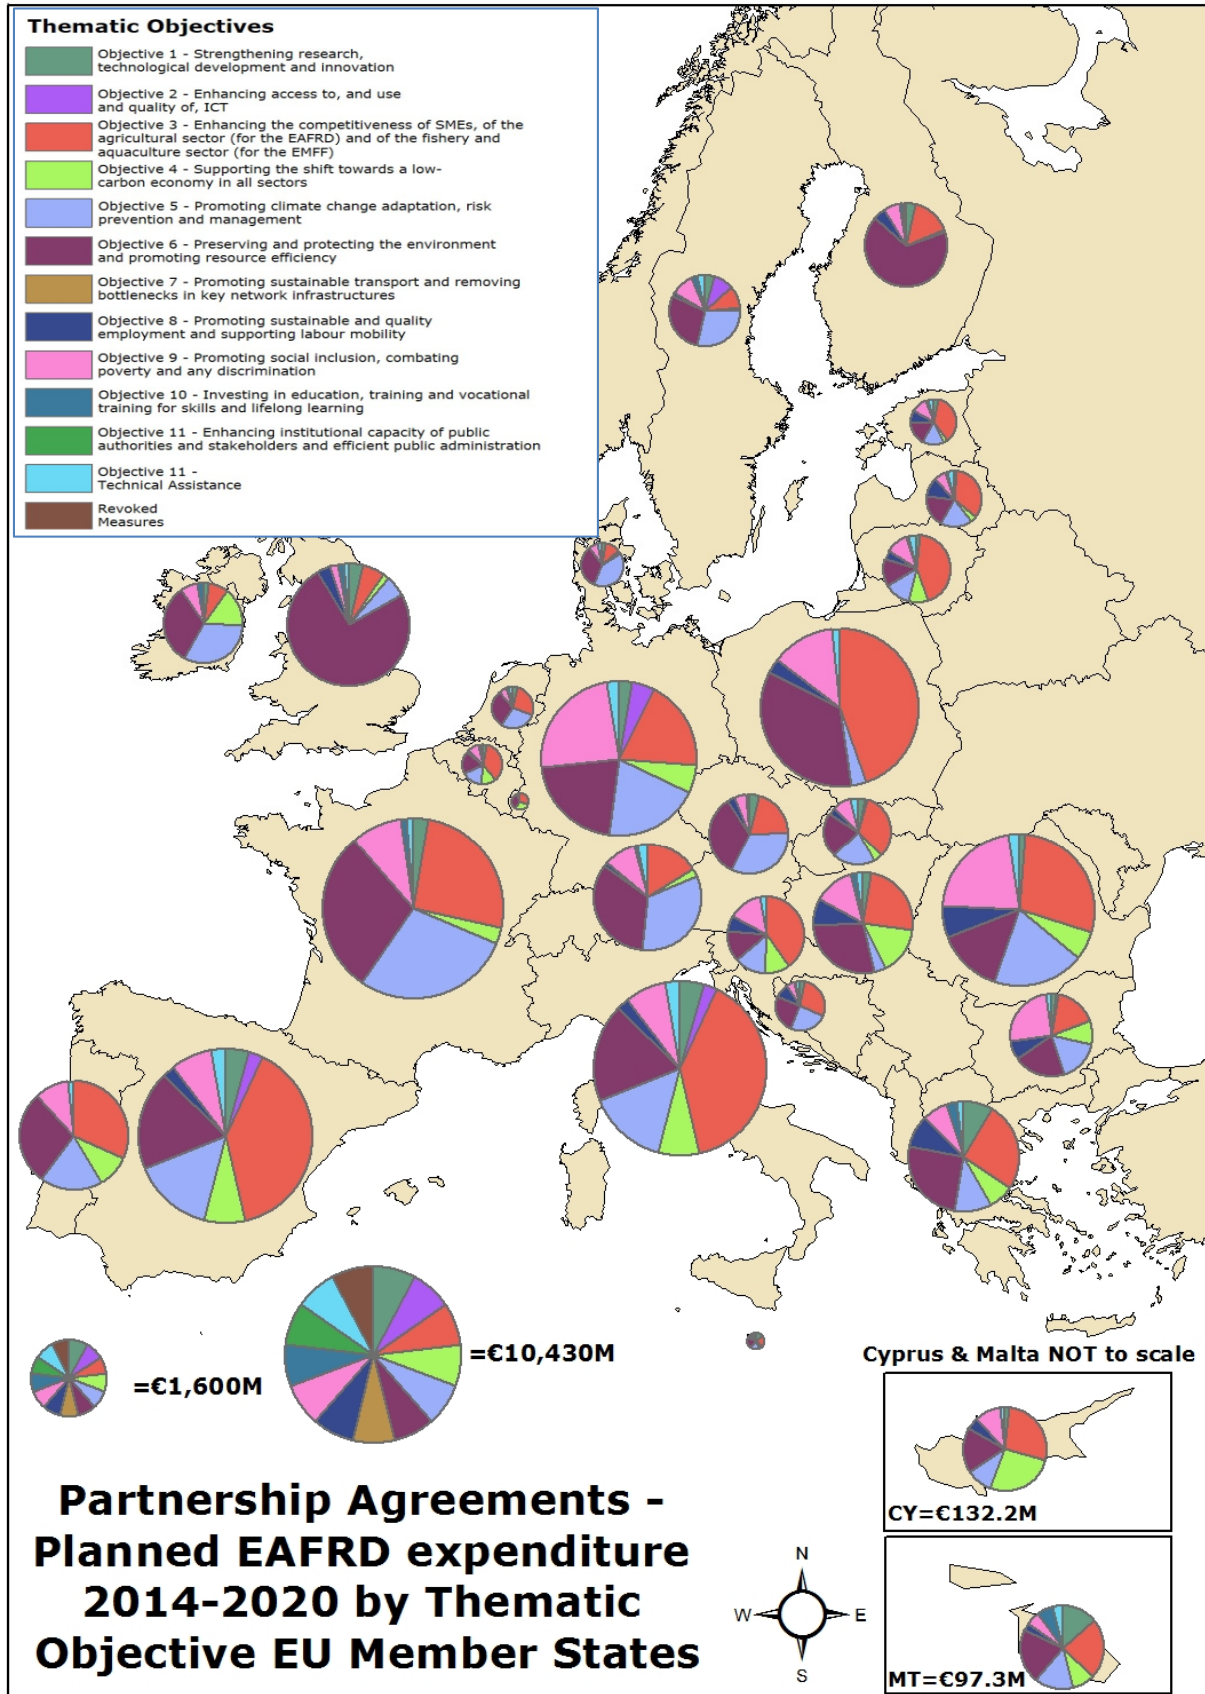 Thematic Objectives
Objective 1 - Strengthening research,
technological development and innovation
Objective 2 - Enhancing access to, and use
and quality of, ICT
Objective 3 - Enhancing the competitiveness of SMEs, of the
agricultural sector (for the EAFRD) and of the fishery and
aquaculture sector (for the EMFF)
Objective 4 - Supporting the shift towards a low-
carbon economy in all sectors
Objective 5 - Promoting climate change adaptation, risk
prevention and management
Objective 6 - Preserving and protecting the environment
and promoting resource efficiency
Objective 7 - Promoting sustainable transport and removing
bottlenecks in key network infrastructures
Objective 8 - Promoting sustainable and quality
employment and supporting labour mobility
Objective 9 - Promoting social inclusion, combating
poverty and any discrimination
Objective 10 - Investing in education, training and vocational
training for skills and lifelong learning
Objective 11 - Enhancing institutional capacity of public
authorities and stakeholders and efficient public administration
Objective 11 -
Technical Assistance
Revoked
Measures
=€1,600M
=€10,430M
Cyprus & Malta NOT to scale
CY=€132.2M
MT=€97.3M
Partnership Agreements -
Planned EAFRD expenditure
2014-2020 by Thematic
Objective EU Member States
N
W
E
S